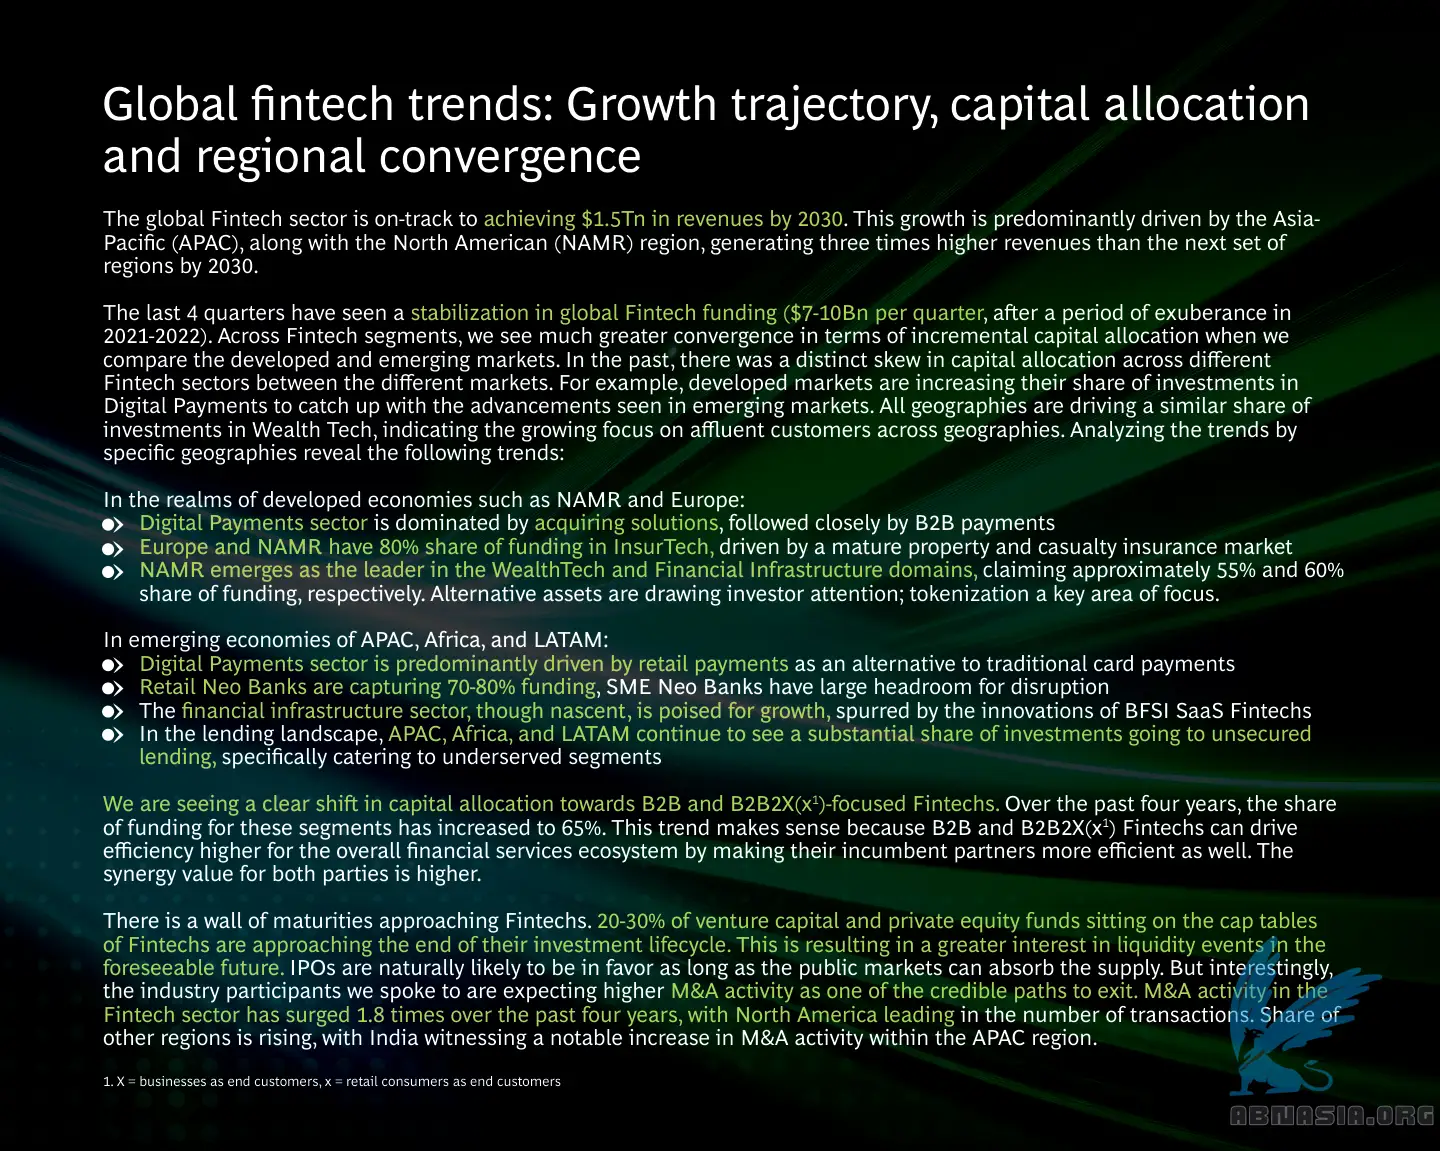 Global fintech trends: Growth trajectory, capital allocation
and regional convergence
The global Fintech sector is on-track to achieving $1.5Tn in revenues by 2030. This growth is predominantly driven by the Asia-
Pacific (APAC), along with the North American (NAMR) region, generating three times higher revenues than the next set of
regions by 2030.
The last 4 quarters have seen a stabilization in global Fintech funding ($7-10Bn per quarter, after a period of exuberance in
2021-2022). Across Fintech segments, we see much greater convergence in terms of incremental capital allocation when we
compare the developed and emerging markets. In the past, there was a distinct skew in capital allocation across different
Fintech sectors between the different markets. For example, developed markets are increasing their share of investments in
Digital Payments to catch up with the advancements seen in emerging markets. All geographies are driving a similar share of
investments in Wealth Tech, indicating the growing focus on affluent customers across geographies. Analyzing the trends by
specific geographies reveal the following trends:
In the realms of developed economies such as NAMR and Europe:
Digital Payments sector is dominated by acquiring solutions, followed closely by B2B payments
Europe and NAMR have 80% share of funding in InsurTech, driven by a mature property and casualty insurance market
NAMR emerges as the leader in the WealthTech and Financial Infrastructure domains, claiming approximately 55% and 60%
share of funding, respectively. Alternative assets are drawing investor attention; tokenization a key area of focus.
In emerging economies of APAC, Africa, and LATAM:
Digital Payments sector is predominantly driven by retail payments as an alternative to traditional card payments
Retail Neo Banks are capturing 70-80% funding, SME Neo Banks have large headroom for disruption
The financial infrastructure sector, though nascent, is poised for growth, spurred by the innovations of BFSI SaaS Fintechs
In the lending landscape, APAC, Africa, and LATAM continue to see a substantial share of investments going to unsecured
lending, specifically catering to underserved segments
We are seeing a clear shift in capital allocation towards B2B and B2B2X(x¹)-focused Fintechs. Over the past four years, the share
of funding for these segments has increased to 65%. This trend makes sense because B2B and B2B2X(x¹) Fintechs can drive
efficiency higher for the overall financial services ecosystem by making their incumbent partners more efficient as well. The
synergy value for both parties is higher.
There is a wall of maturities approaching Fintechs. 20-30% of venture capital and private equity funds sitting on the cap tables
of Fintechs are approaching the end of their investment lifecycle. This is resulting in a greater interest in liquidity events in the
foreseeable future. IPOs are naturally likely to be in favor as long as the public markets can absorb the supply. But interestingly,
the industry participants we spoke to are expecting higher M&A activity as one of the credible paths to exit. M&A activity in the
Fintech sector has surged 1.8 times over the past four years, with North America leading in the number of transactions. Share of
other regions is rising, with India witnessing a notable increase in M&A activity within the APAC region.
1. X = businesses as end customers, x = retail consumers as end customers
ABNASIA.ORG